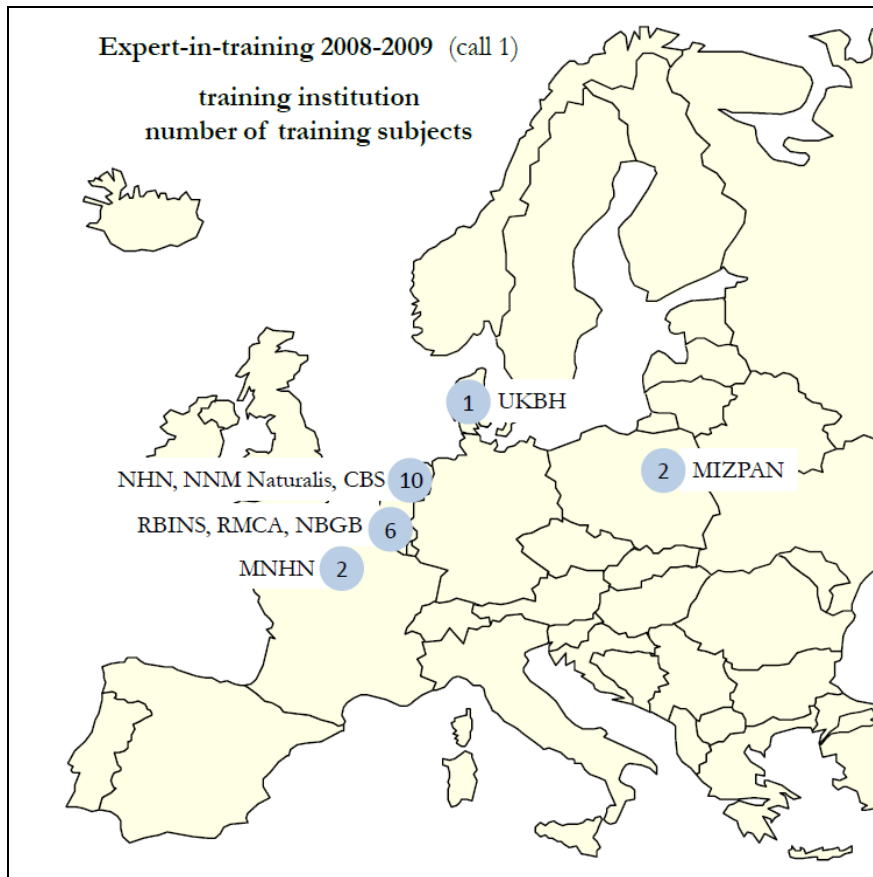 Expert-in-training 2008-2009 (call 1)
training institution
number of training subjects
1 UKBH
2 MIZPAN
NHN, NNM Naturalis, CBS 10
RBINS, RMCA, NBGB 6
MNHN 2